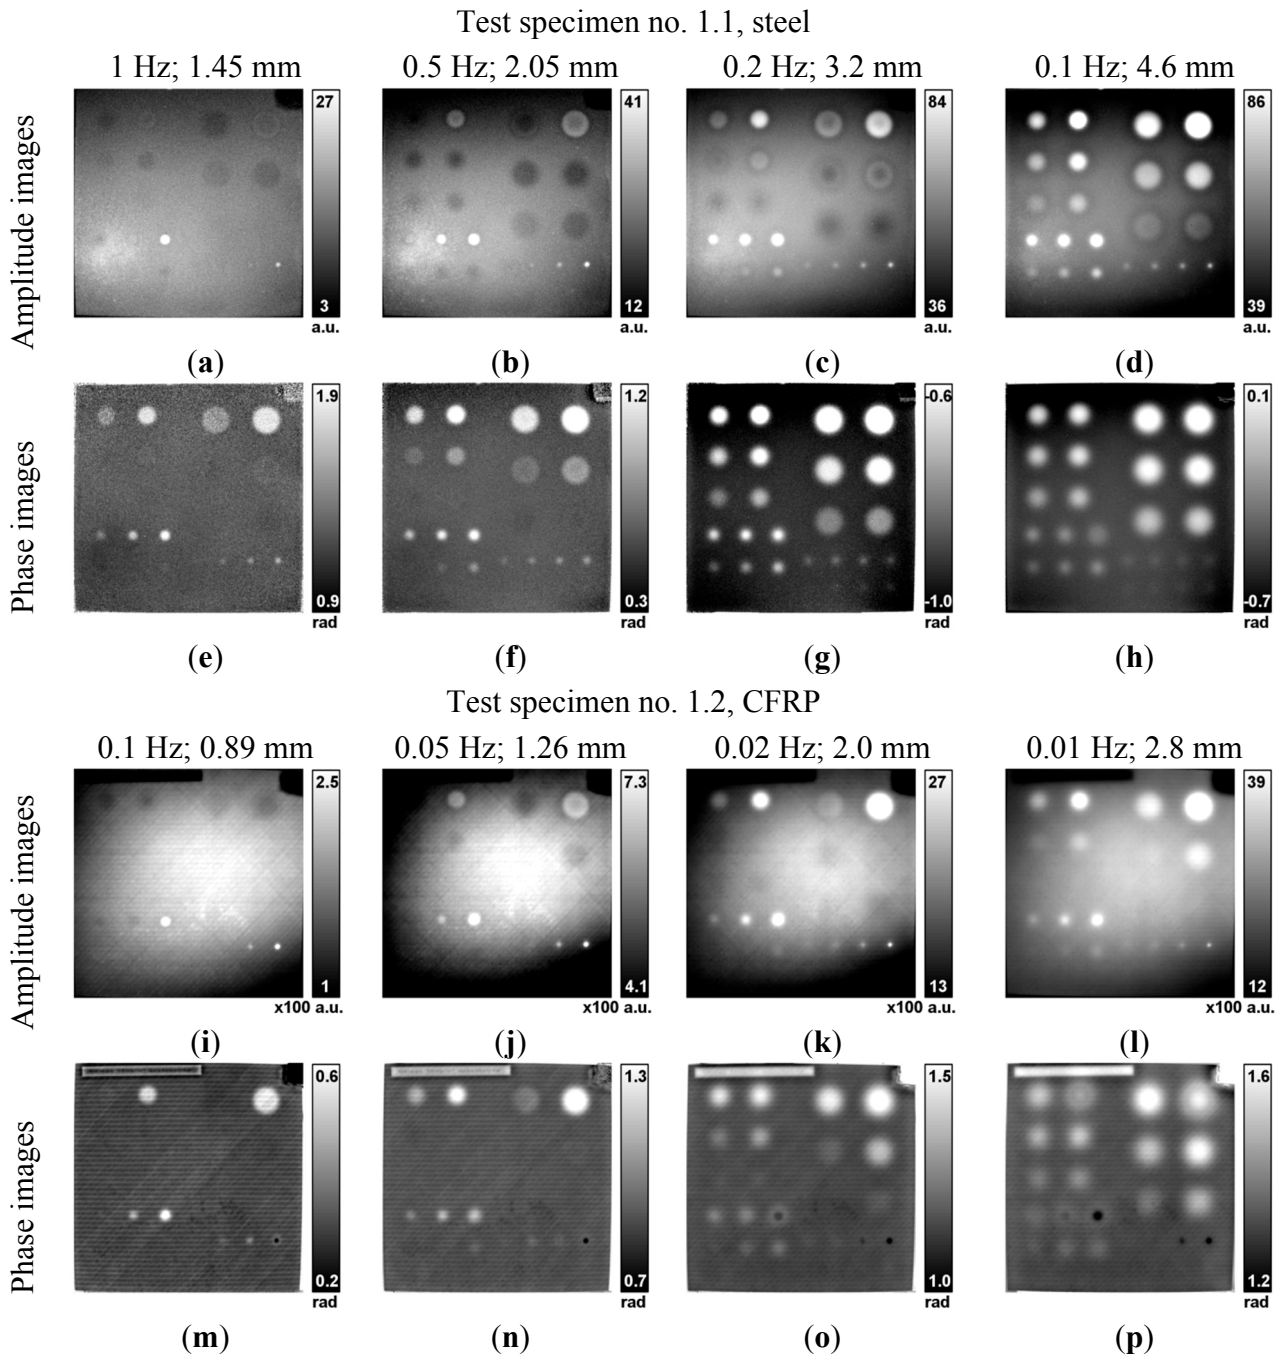 Test specimen no. 1.1, steel
1 Hz; 1.45 mm
0.5 Hz; 2.05 mm
0.2 Hz; 3.2 mm
0.1 Hz; 4.6 mm
Amplitude images
27
3
a.u.
41
12
a.u.
84
36
a.u.
86
39
a.u.
(a)
(b)
(c)
(d)
Phase images
1.9
0.9
rad
1.2
0.3
rad
-0.6
-1.0
rad
0.1
-0.7
rad
(e)
(f)
(g)
(h)
Test specimen no. 1.2, CFRP
0.1 Hz; 0.89 mm
0.05 Hz; 1.26 mm
0.02 Hz; 2.0 mm
0.01 Hz; 2.8 mm
Amplitude images
2.5
1
x100 a.u.
7.3
4.1
x100 a.u.
27
13
x100 a.u.
39
12
x100 a.u.
(i)
(j)
(k)
(l)
Phase images
0.6
0.2
rad
1.3
0.7
rad
1.5
1.0
rad
1.6
1.2
rad
(m)
(n)
(o)
(p)